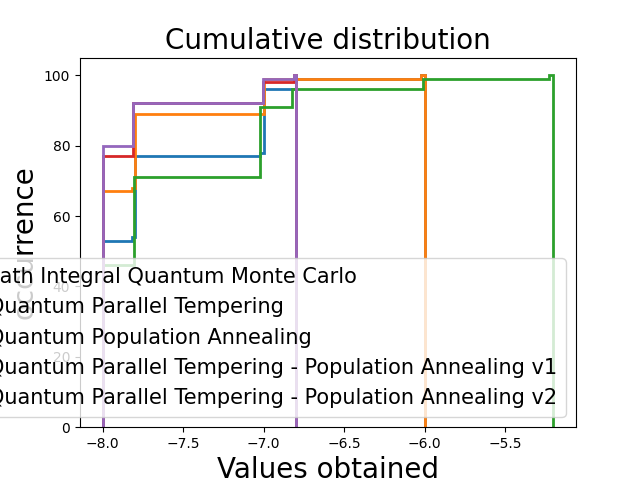 Cumulative distribution
100
80
60
40
20
0
occurrence
ath Integral Quantum Monte Carlo
Quantum Parallel Tempering
Quantum Population Annealing
Quantum Parallel Tempering - Population Annealing v1
Quantum Parallel Tempering - Population Annealing v2
−8.0 −7.5 −7.0 −6.5 −6.0 −5.5
Values obtained